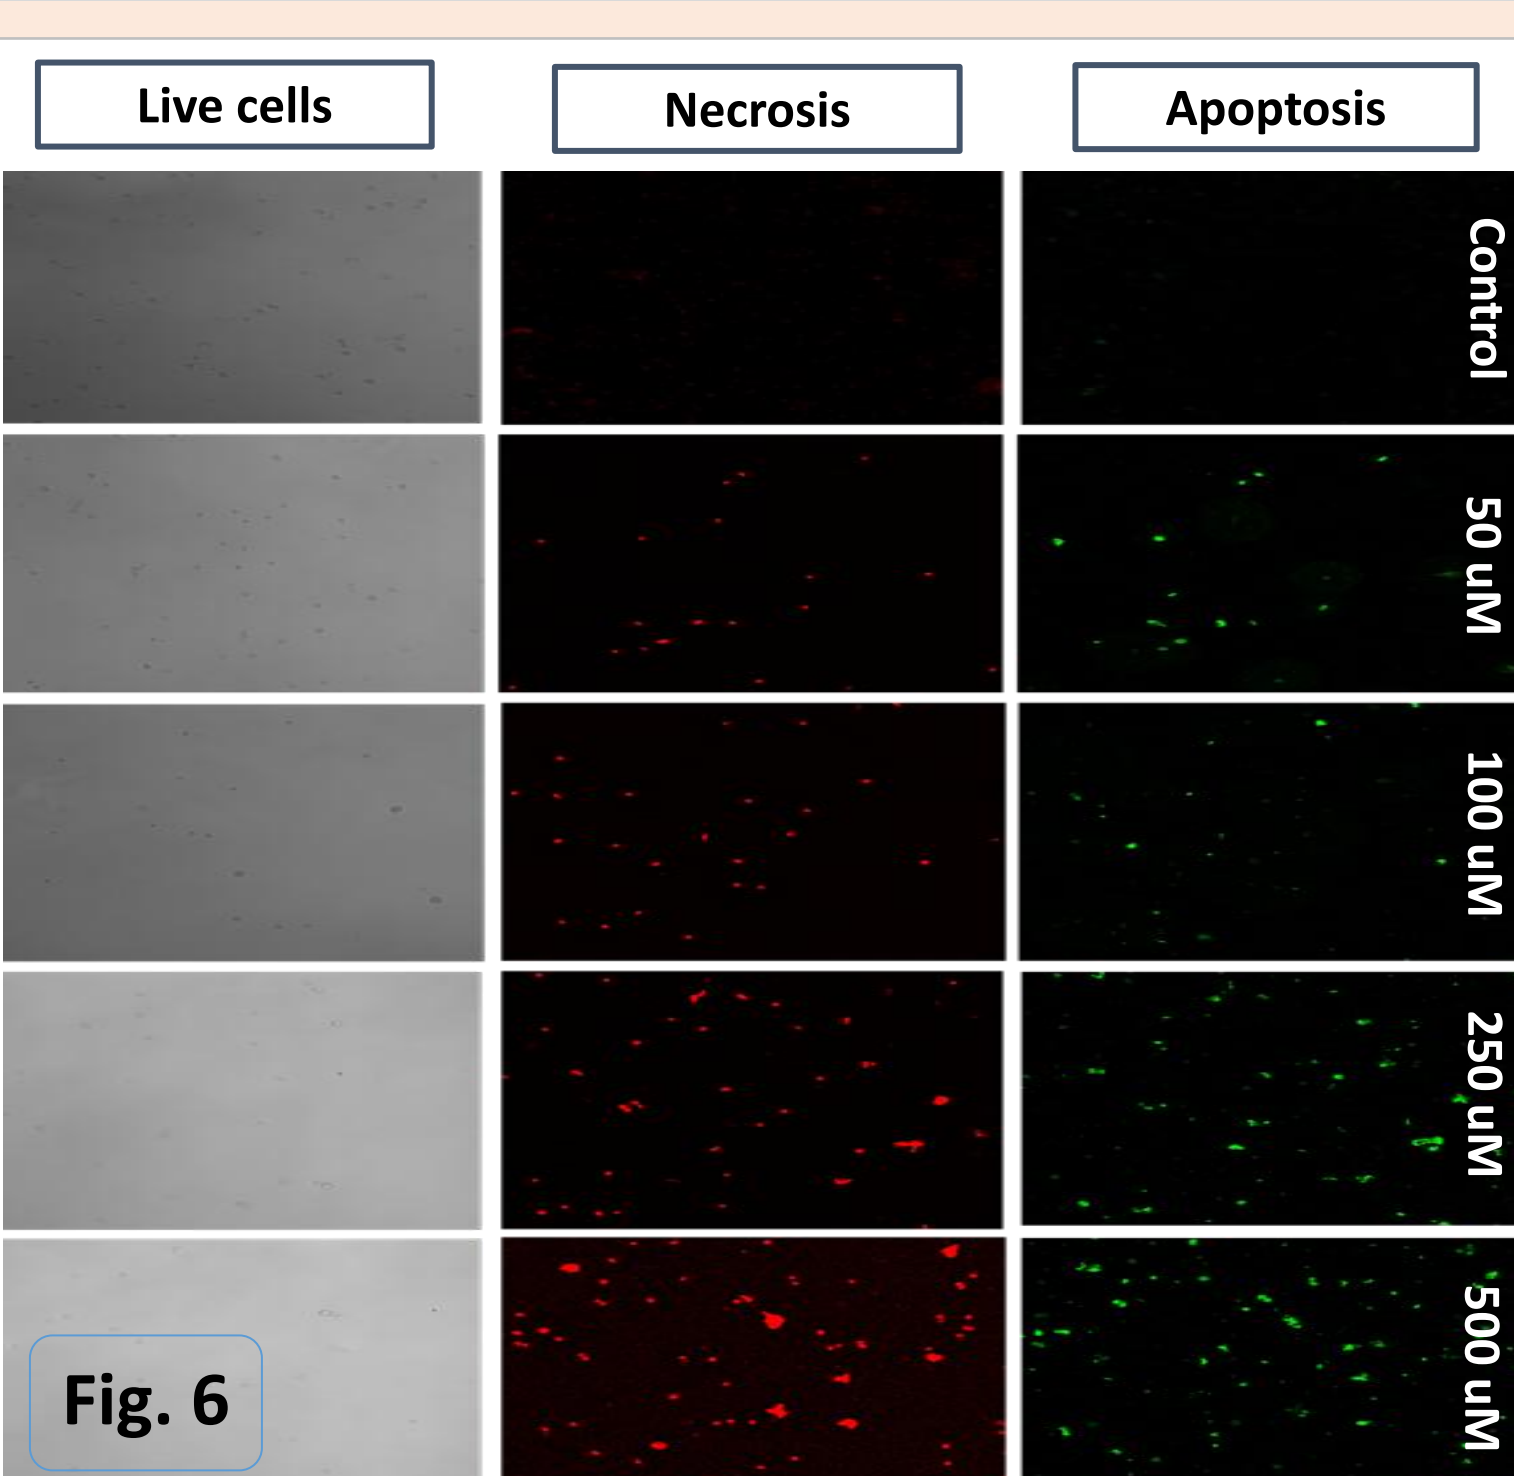 Live cells
Necrosis
Apoptosis
Control
50 uM
100 uM
250 uM
500 uM
Fig. 6